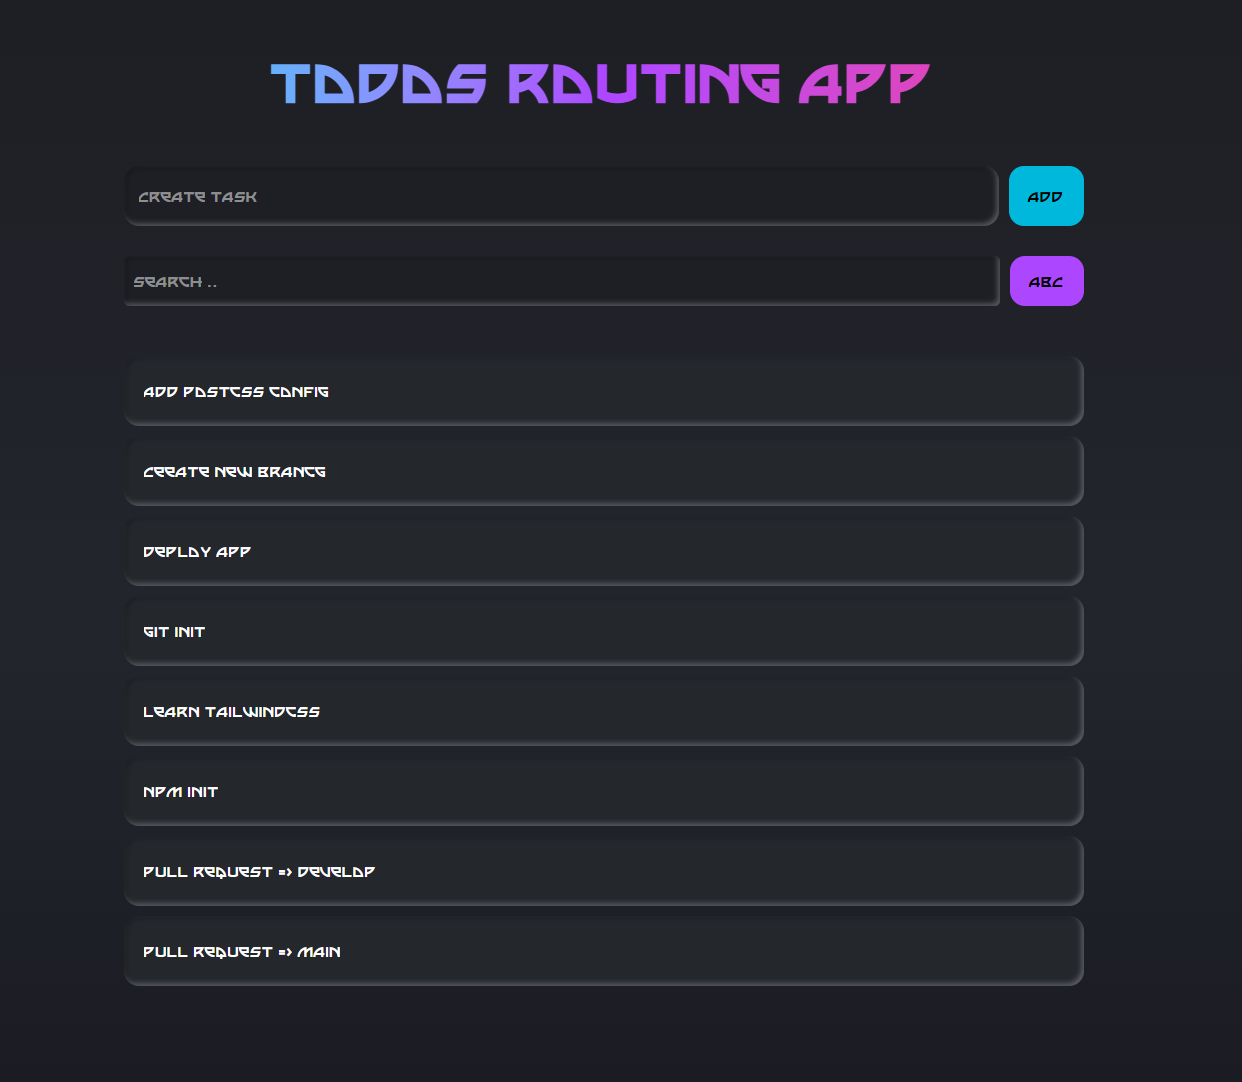 TODOS ROUTING APP
CREATE TASK
ADD
SEARCH ..
ABC
ADD POSTCSS CONFIG
CREATE NEW BRANCG
DEPLOY APP
GIT INIT
LEARN TAILWINDCSS
NPM INIT
PULL REQUEST => DEVELOP
PULL REQUEST => MAIN